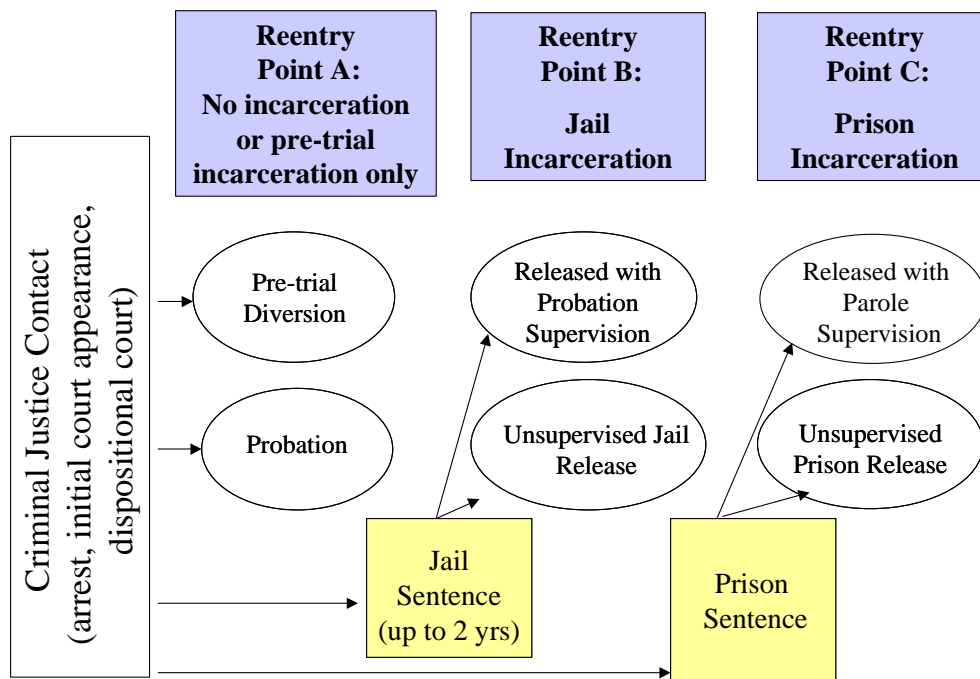 Reentry
Point A:
No incarceration
or pre-trial
incarceration only
Reentry
Point B:
Jail
Incarceration
Reentry
Point C:
Prison
Incarceration
Criminal Justice Contact
(arrest, initial court appearance,
dispositional court)
Pre-trial
Diversion
Released with
Probation
Supervision
Released with
Parole
Supervision
Probation
Unsupervised Jail
Release
Unsupervised
Prison Release
Jail
Sentence
(up to 2 yrs)
Prison
Sentence